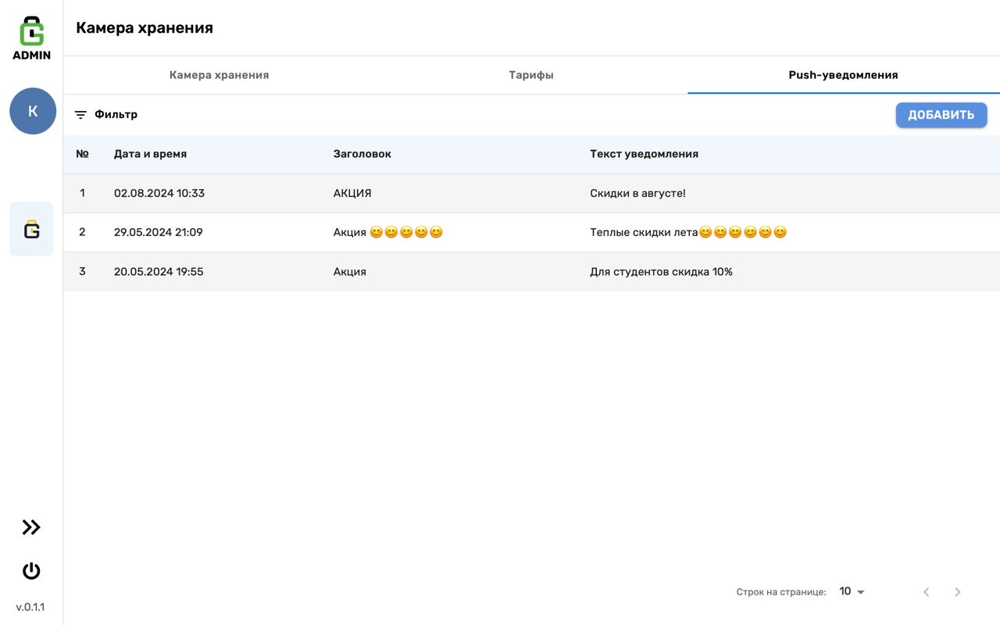 Камера хранения
ADMIN
Камера хранения Тарифы Push-уведомления
К
Фильтр ДОБАВИТЬ
№ Дата и время Заголовок Текст уведомления
1 02.08.2024 10:33 АКЦИЯ Скидки в августе!
2 29.05.2024 21:09 Акция 😊😊😊😊😊 Теплые скидки лета😊😊😊😊😊😊
3 20.05.2024 19:55 Акция Для студентов скидка 10%
Строк на странице: 10
v.0.1.1